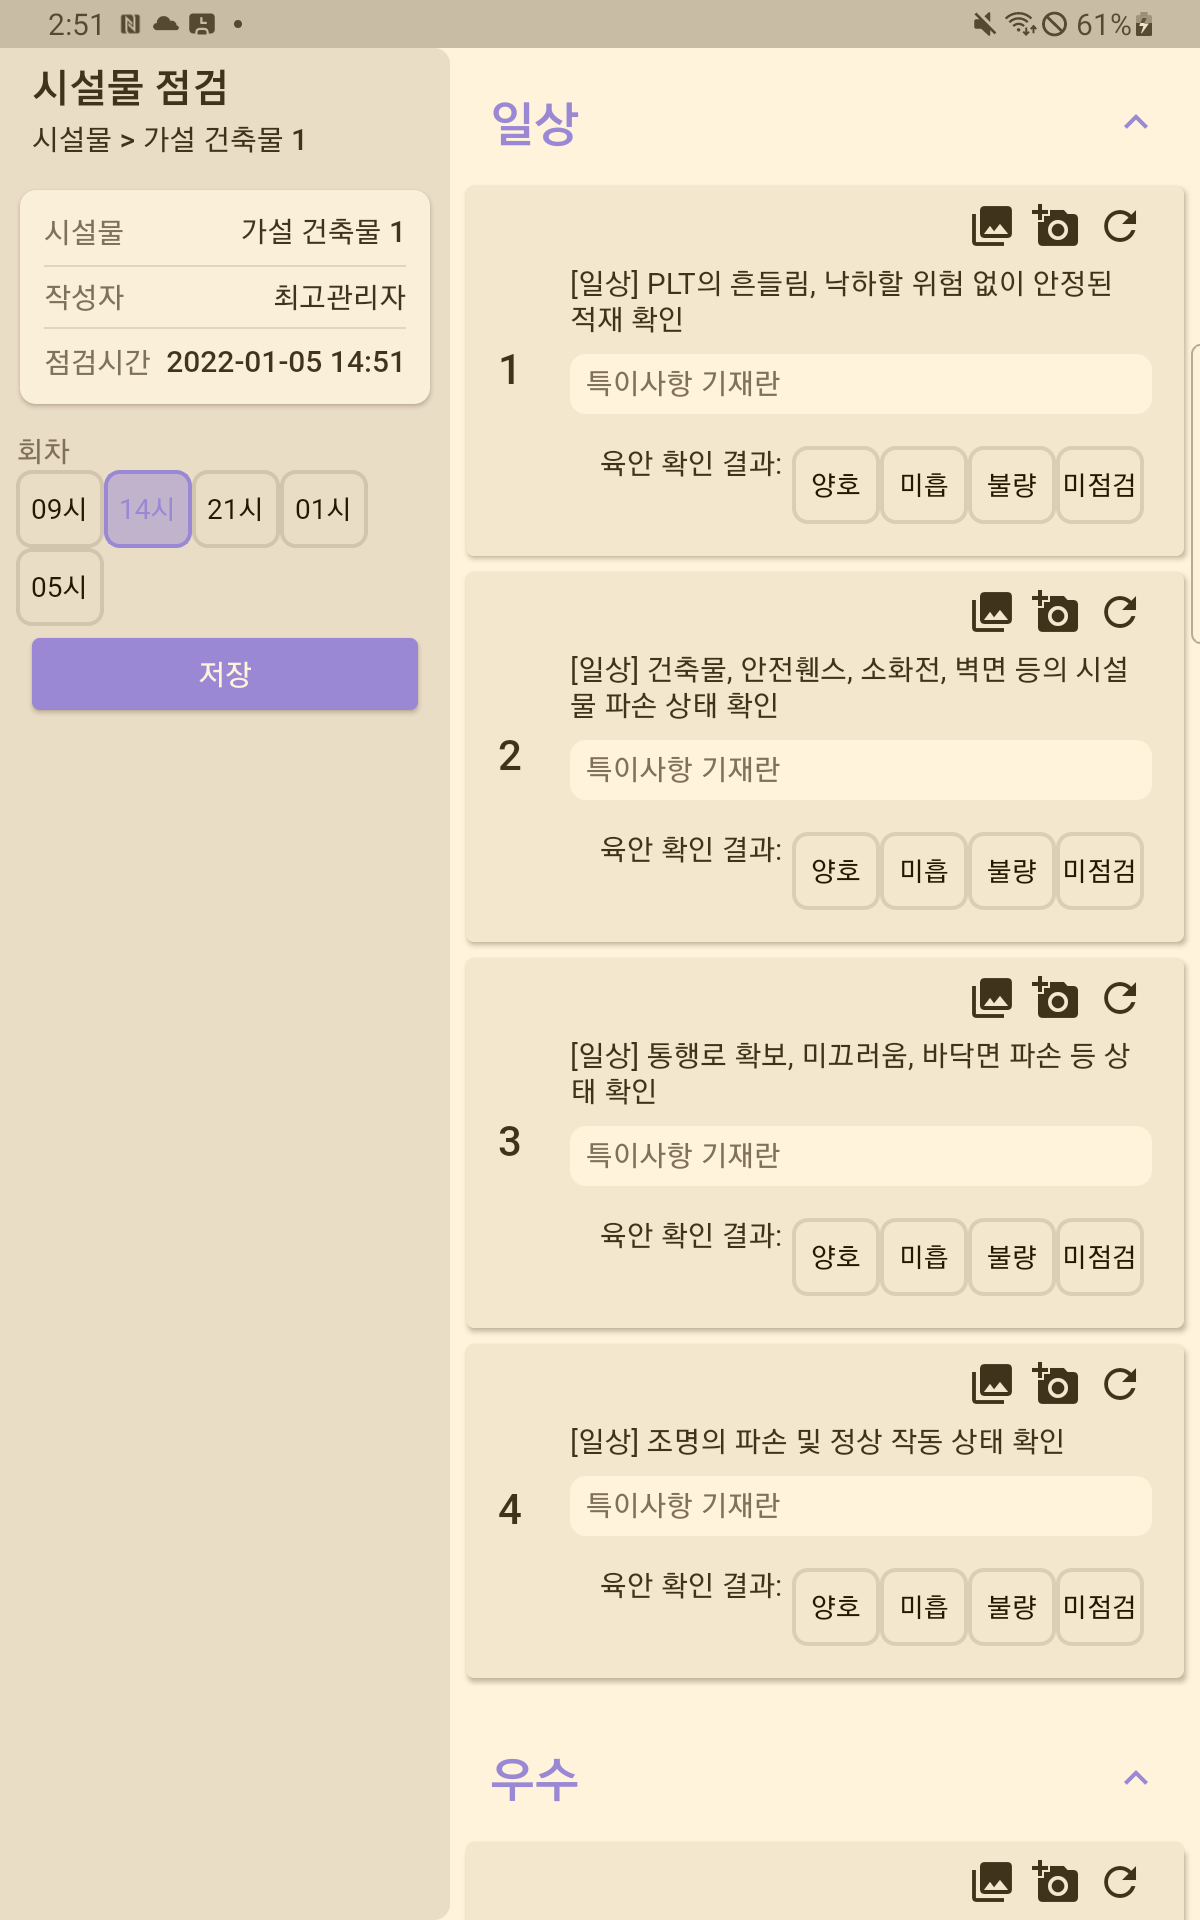 2:51
61%
시설물 점검
시설물 > 가설 건축물 1
시설물 가설 건축물 1
작성자 최고관리자
점검시간 2022-01-05 14:51
회차
09시 14시 21시 01시
05시
저장
일상
[일상] PLT의 흔들림, 낙하할 위험 없이 안정된
적재 확인
1
특이사항 기재란
육안 확인 결과: 양호 미흡 불량 미점검
[일상] 건축물, 안전휀스, 소화전, 벽면 등의 시설
물 파손 상태 확인
2
특이사항 기재란
육안 확인 결과: 양호 미흡 불량 미점검
[일상] 통행로 확보, 미끄러움, 바닥면 파손 등 상
태 확인
3
특이사항 기재란
육안 확인 결과: 양호 미흡 불량 미점검
[일상] 조명의 파손 및 정상 작동 상태 확인
4
특이사항 기재란
육안 확인 결과: 양호 미흡 불량 미점검
우수